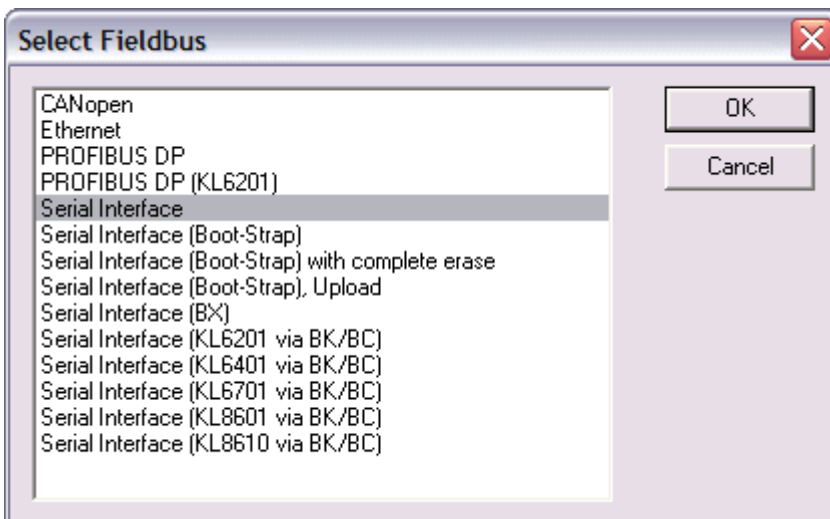 Select Fieldbus
CANopen
Ethernet
PROFIBUS DP
PROFIBUS DP (KL6201)
Serial Interface
Serial Interface (Boot-Strap)
Serial Interface (Boot-Strap) with complete erase
Serial Interface (Boot-Strap), Upload
Serial Interface (BX)
Serial Interface (KL6201 via BK/BC)
Serial Interface (KL6401 via BK/BC)
Serial Interface (KL6701 via BK/BC)
Serial Interface (KL8601 via BK/BC)
Serial Interface (KL8610 via BK/BC)
OK
Cancel